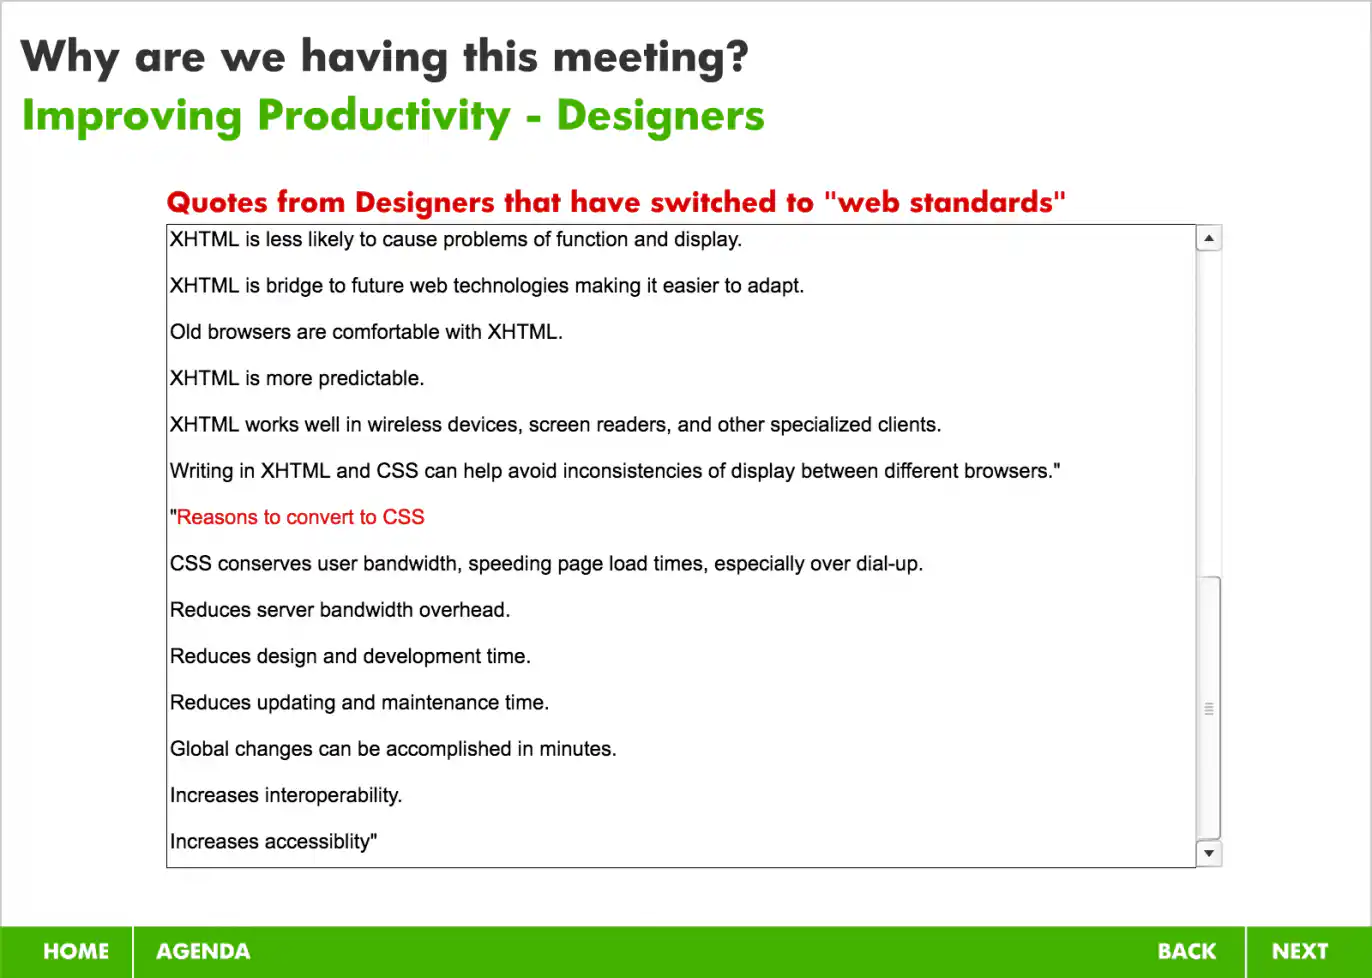 Why are we having this meeting?
Improving Productivity - Designers
Quotes from Designers that have switched to "web standards"
XHTML is less likely to cause problems of function and display.
XHTML is bridge to future web technologies making it easier to adapt.
Old browsers are comfortable with XHTML.
XHTML is more predictable.
XHTML works well in wireless devices, screen readers, and other specialized clients.
Writing in XHTML and CSS can help avoid inconsistencies of display between different browsers."
"Reasons to convert to CSS
CSS conserves user bandwidth, speeding page load times, especially over dial-up.
Reduces server bandwidth overhead.
Reduces design and development time.
Reduces updating and maintenance time.
Global changes can be accomplished in minutes.
Increases interoperability.
Increases accessiblity"
HOME AGENDA BACK NEXT